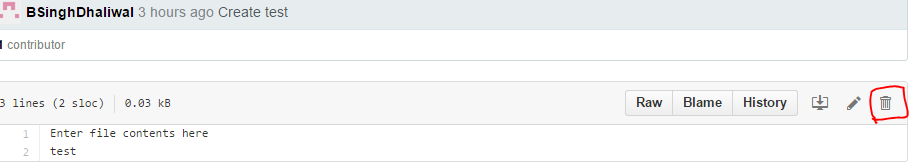 BSinghDhaliwal 3 hours ago Create test
contributor
3 lines (2 sloc) 0.03 kB Raw Blame History
1 Enter file contents here
2 test